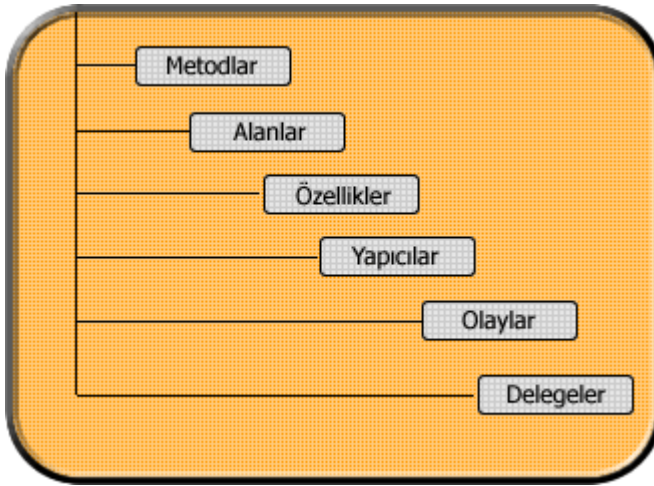 Metodlar
Alanlar
Özellikler
Yapıcılar
Olaylar
Delegeler